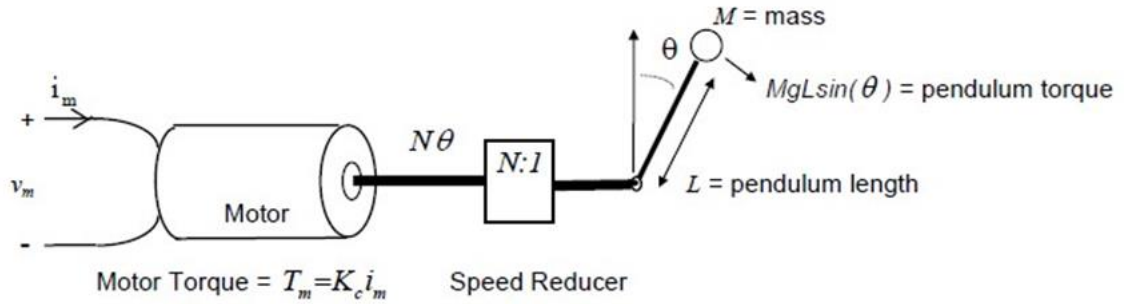 M = mass
θ
i_m
MgLsin(θ) = pendulum torque
+
Nθ
N:1
v_m
L = pendulum length
Motor
-
Motor Torque = T_m=K_c i_m
Speed Reducer